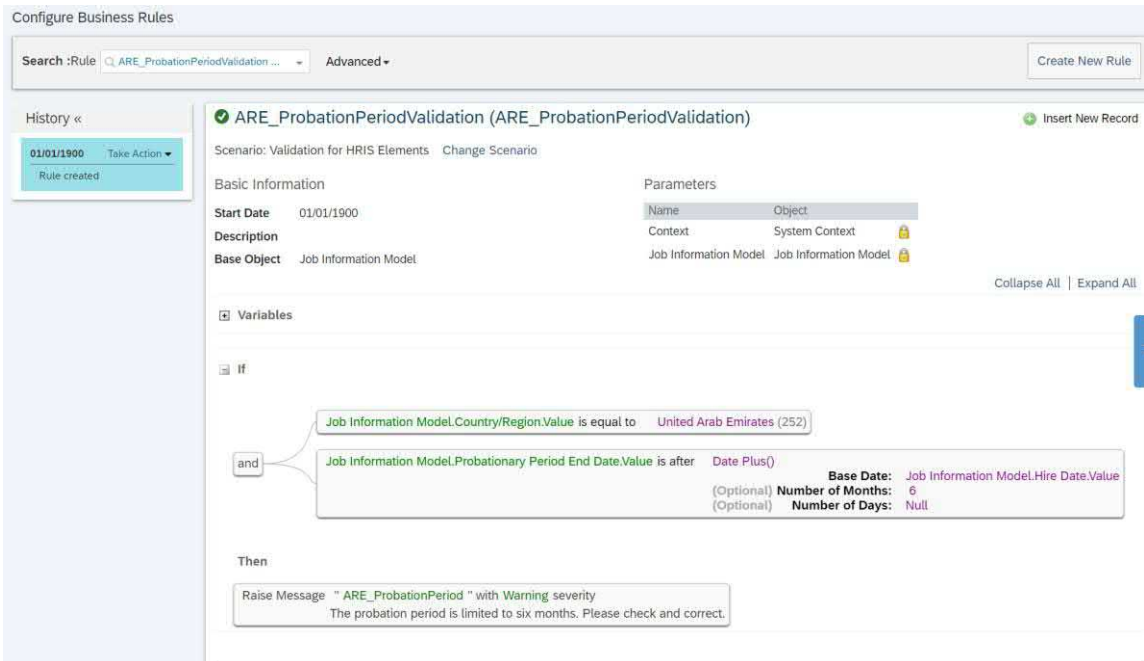 Configure Business Rules
Search :Rule ARE_ProbationPeriodValidation ... Advanced Create New Rule
History «
01/01/1900 Take Action
Rule created
ARE_ProbationPeriodValidation (ARE_ProbationPeriodValidation) Insert New Record
Scenario: Validation for HRIS Elements Change Scenario
Basic Information Parameters
Name Object
Start Date 01/01/1900
Context System Context
Description
Job Information Model Job Information Model
Base Object Job Information Model
Collapse All | Expand All
Variables
If
Job Information Model.Country/Region.Value is equal to United Arab Emirates (252)
and
Job Information Model.Probationary Period End Date.Value is after Date Plus()
Base Date: Job Information Model.Hire Date.Value
(Optional) Number of Months: 6
(Optional) Number of Days: Null
Then
Raise Message " ARE_ProbationPeriod " with Warning severity
The probation period is limited to six months. Please check and correct.